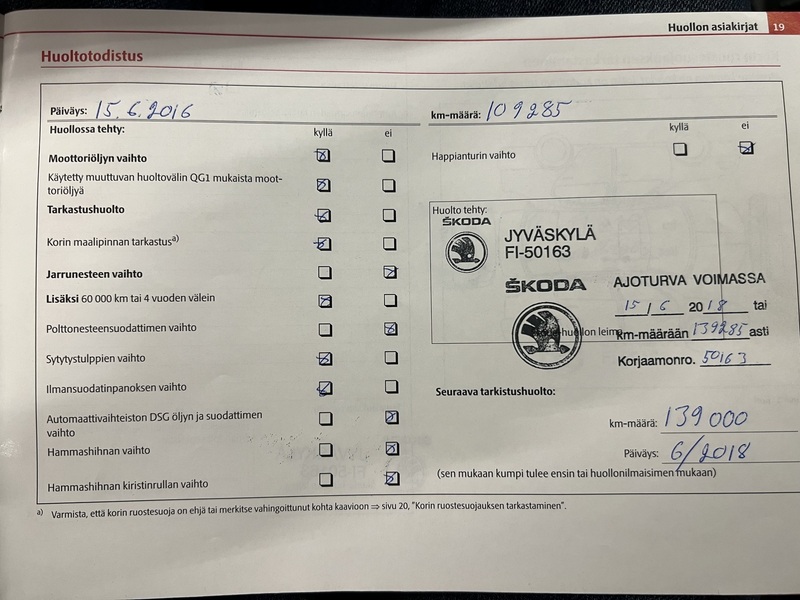 Huollon asiakirjat 19
Huoltotodistus
Päiväys: 15.6.2016
km-määrä: 109285
Huollossa tehty:
kyllä ei
Moottoriöljyn vaihto
Käytetty muuttuvan huoltovälin QG1 mukaista moot-
toriöljyä
Tarkastushuolto
Korin maalipinnan tarkastus a)
Jarrunesteen vaihto
Lisäksi 60 000 km tai 4 vuoden välein
Polttonesteensuodattimen vaihto
Sytytystulppien vaihto
Ilmansuodatinpanoksen vaihto
Automaattivaihteiston DSG öljyn ja suodattimen
vaihto
Hammashihnan vaihto
Hammashihnan kiristinrullan vaihto
kyllä ei
Happianturin vaihto
Huolto tehty:
ŠKODA
JYVÄSKYLÄ
FI-50163
ŠKODA
AJOTURVA VOIMASSA
15 / 6 2018 tai
km-määrään 139285 asti
Korjaamonro. 50163
Seuraava tarkistushuolto:
km-määrä: 139 000
Päiväys: 6/2018
(sen mukaan kumpi tulee ensin tai huollonilmaisimen mukaan)
a) Varmista, että korin ruostesuoja on ehjä tai merkitse vahingoittunut kohta kaavioon ⇒ sivu 20, "Korin ruostesuojauksen tarkastaminen".